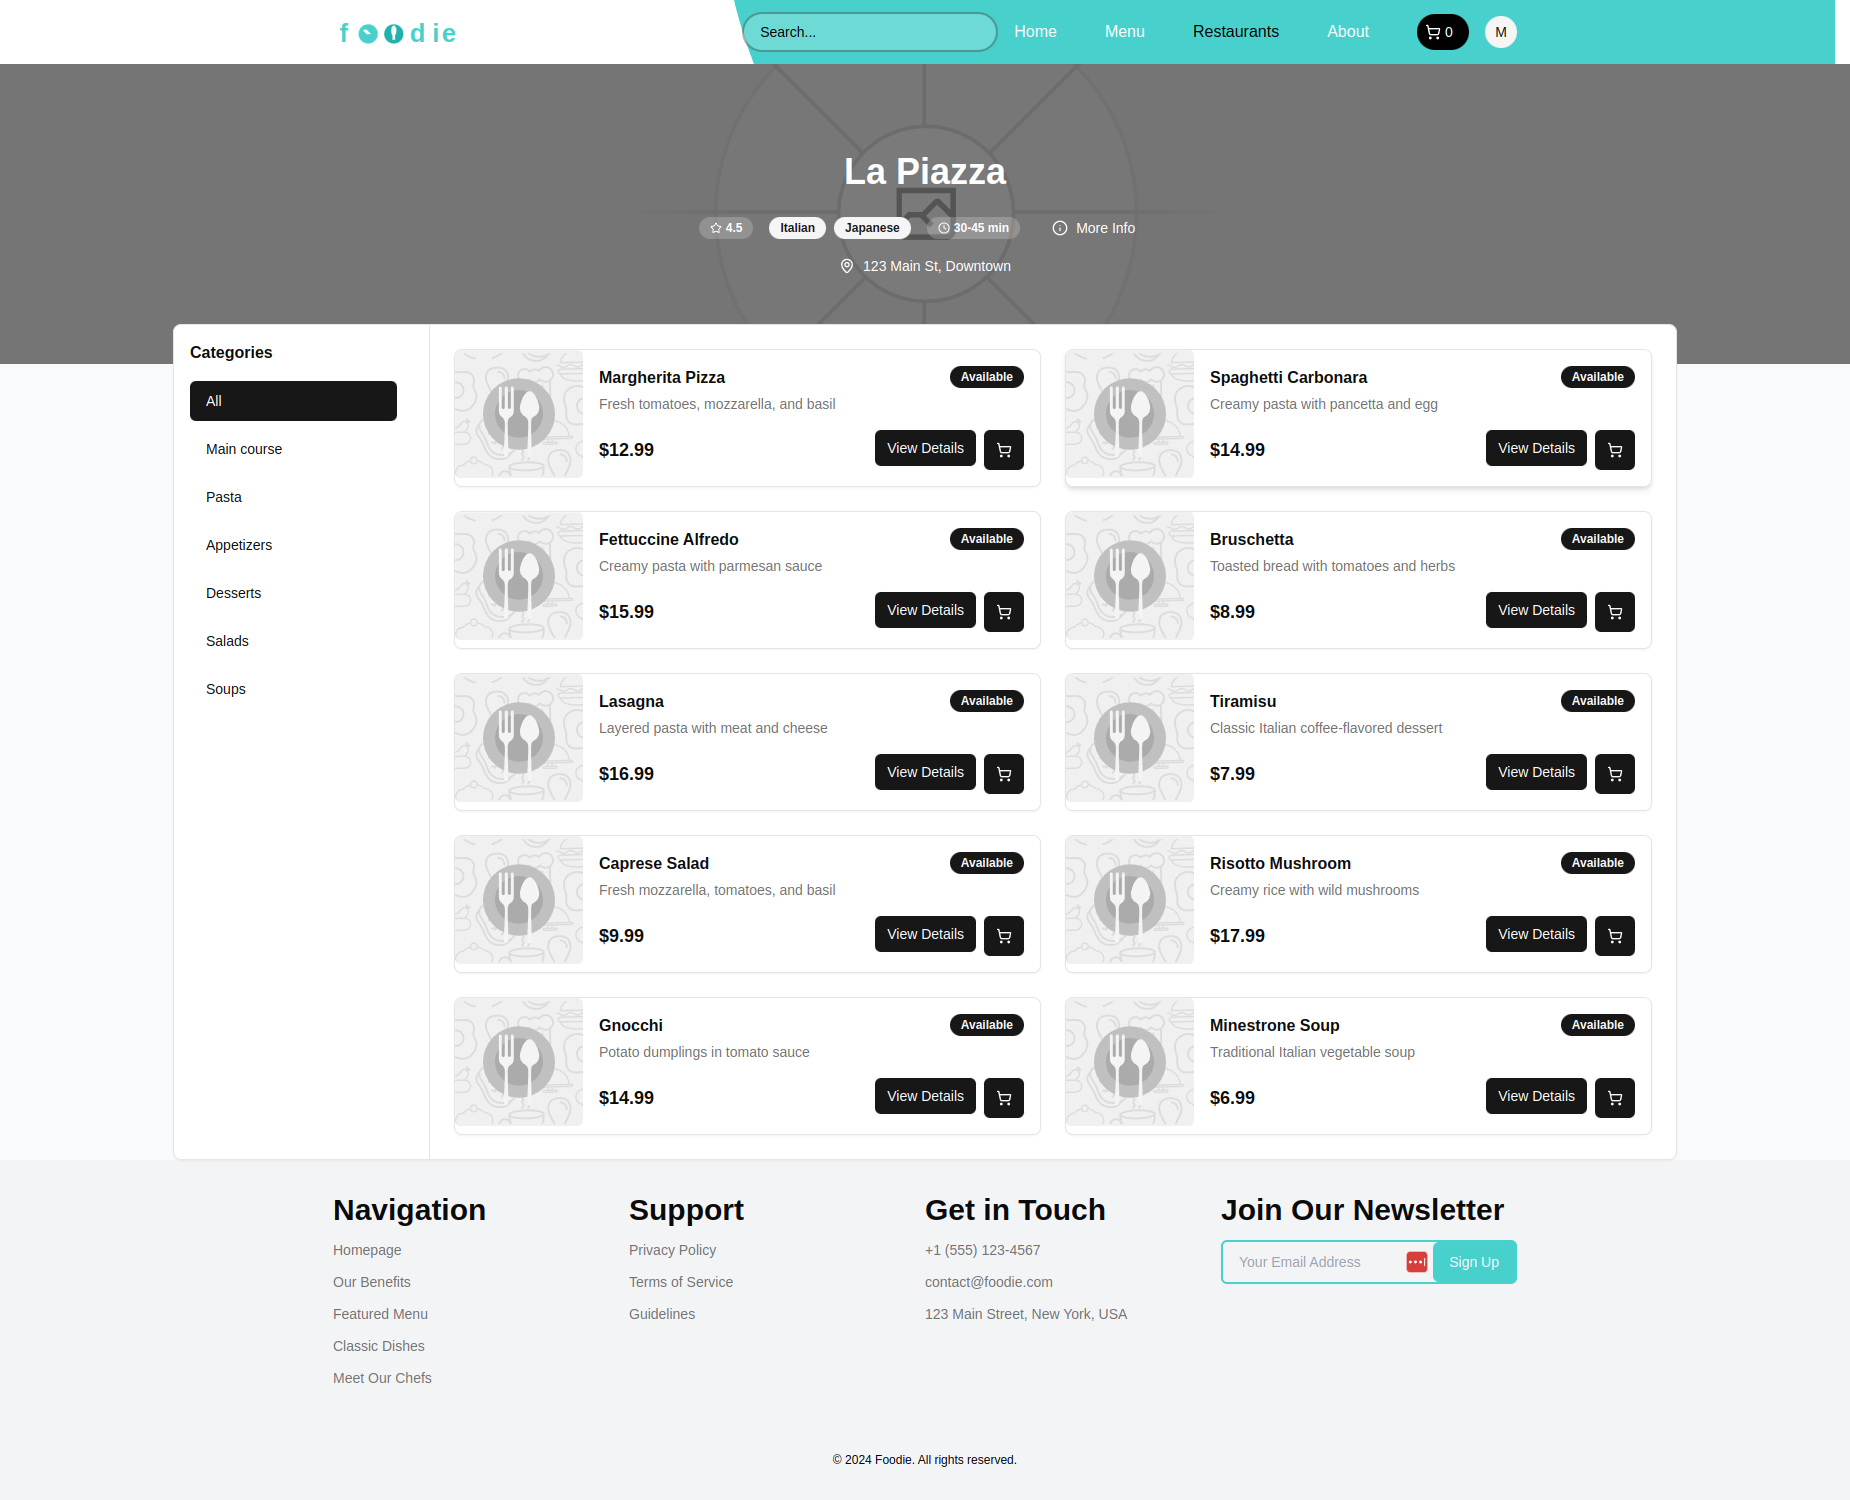 foodie
Search...
Home
Menu
Restaurants
About
0
M
La Piazza
4.5
Italian
Japanese
30-45 min
More Info
123 Main St, Downtown
Categories
All
Main course
Pasta
Appetizers
Desserts
Salads
Soups
Margherita Pizza
Available
Fresh tomatoes, mozzarella, and basil
$12.99
View Details
Spaghetti Carbonara
Available
Creamy pasta with pancetta and egg
$14.99
View Details
Fettuccine Alfredo
Available
Creamy pasta with parmesan sauce
$15.99
View Details
Bruschetta
Available
Toasted bread with tomatoes and herbs
$8.99
View Details
Lasagna
Available
Layered pasta with meat and cheese
$16.99
View Details
Tiramisu
Available
Classic Italian coffee-flavored dessert
$7.99
View Details
Caprese Salad
Available
Fresh mozzarella, tomatoes, and basil
$9.99
View Details
Risotto Mushroom
Available
Creamy rice with wild mushrooms
$17.99
View Details
Gnocchi
Available
Potato dumplings in tomato sauce
$14.99
View Details
Minestrone Soup
Available
Traditional Italian vegetable soup
$6.99
View Details
Navigation
Homepage
Our Benefits
Featured Menu
Classic Dishes
Meet Our Chefs
Support
Privacy Policy
Terms of Service
Guidelines
Get in Touch
+1 (555) 123-4567
contact@foodie.com
123 Main Street, New York, USA
Join Our Newsletter
Your Email Address
Sign Up
© 2024 Foodie. All rights reserved.